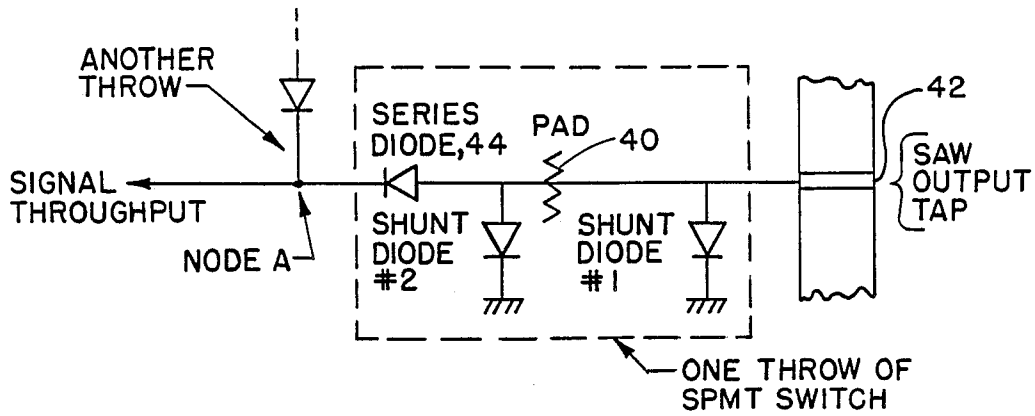 ANOTHER
THROW
SIGNAL
THROUGHPUT
NODE A
SERIES
DIODE,44
PAD
40
SHUNT
DIODE
#2
SHUNT
DIODE
#1
42
SAW
OUTPUT
TAP
ONE THROW OF
SPMT SWITCH